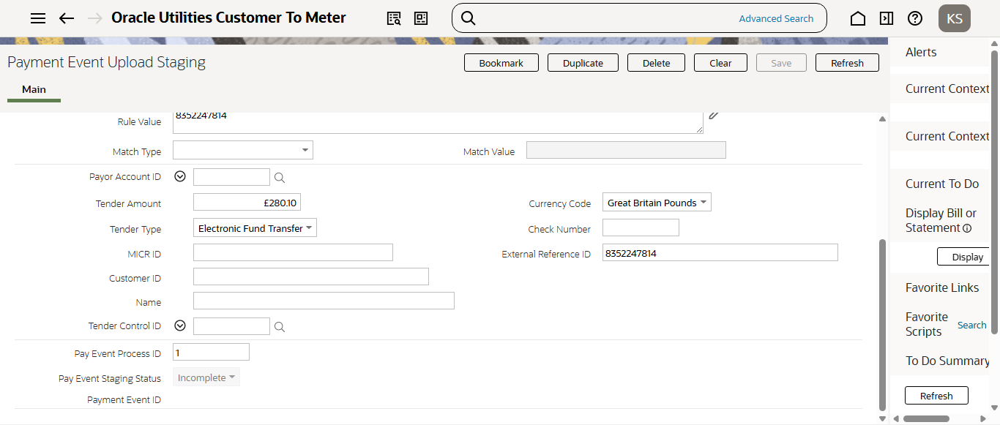 Oracle Utilities Customer To Meter
Advanced Search
KS
Payment Event Upload Staging
Bookmark
Duplicate
Delete
Clear
Save
Refresh
Main
Rule Value
8352247814
Match Type
Match Value
Payor Account ID
Tender Amount
£280.10
Currency Code
Great Britain Pounds
Tender Type
Electronic Fund Transfer
Check Number
MICR ID
External Reference ID
8352247814
Customer ID
Name
Tender Control ID
Pay Event Process ID
1
Pay Event Staging Status
Incomplete
Payment Event ID
Alerts
Current Context
Current Context
Current To Do
Display Bill or
Statement
Display
Favorite Links
Favorite
Scripts
Search
To Do Summary
Refresh